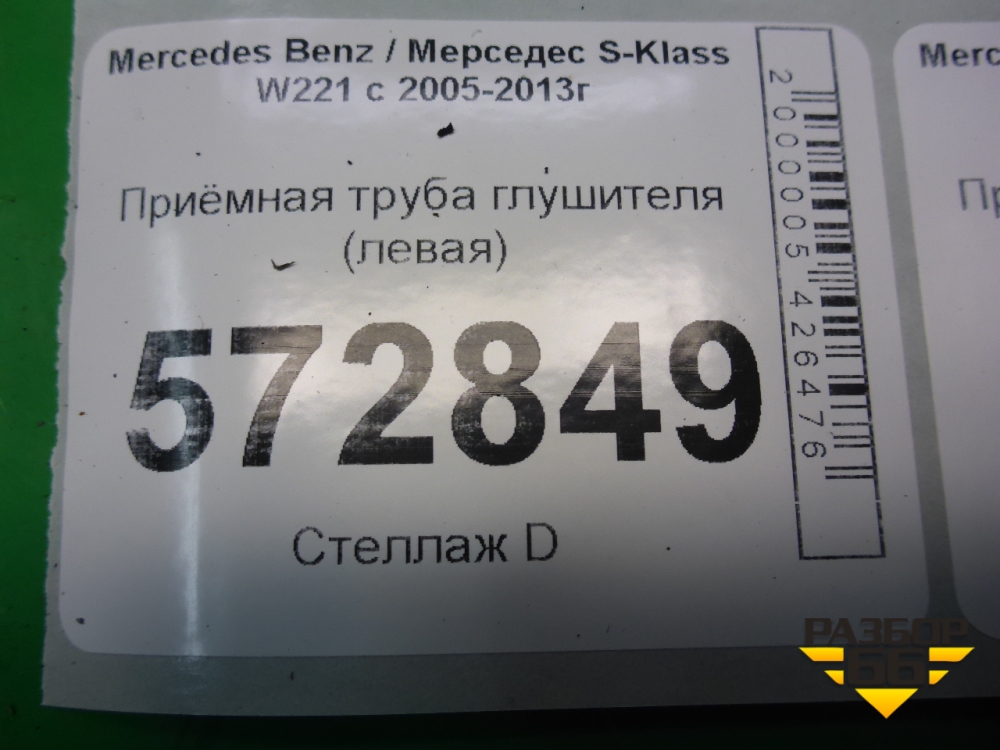 Mercedes Benz / Мерседес S-Klass
W221 с 2005-2013г
Приёмная труба глушителя
(левая)
572849
Стеллаж D
2000005426476
Merc
Пр
РАЗБОР
66